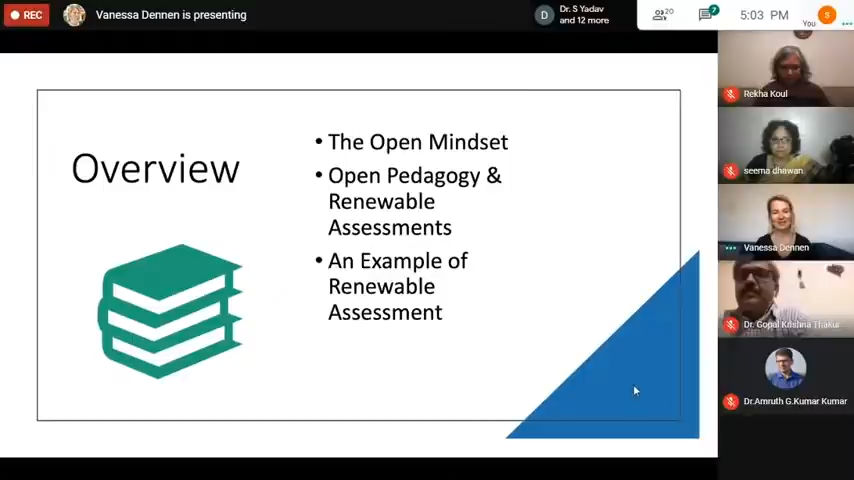 REC
Vanessa Dennen is presenting
D
Dr. S Yadav
and 12 more
20
7
5:03 PM
You
S
Overview
• The Open Mindset
• Open Pedagogy &
Renewable
Assessments
• An Example of
Renewable
Assessment
Rekha Koul
seema dhawan
Vanessa Dennen
Dr. Gopal Krishna Thakur
Dr.Amruth G.Kumar Kumar